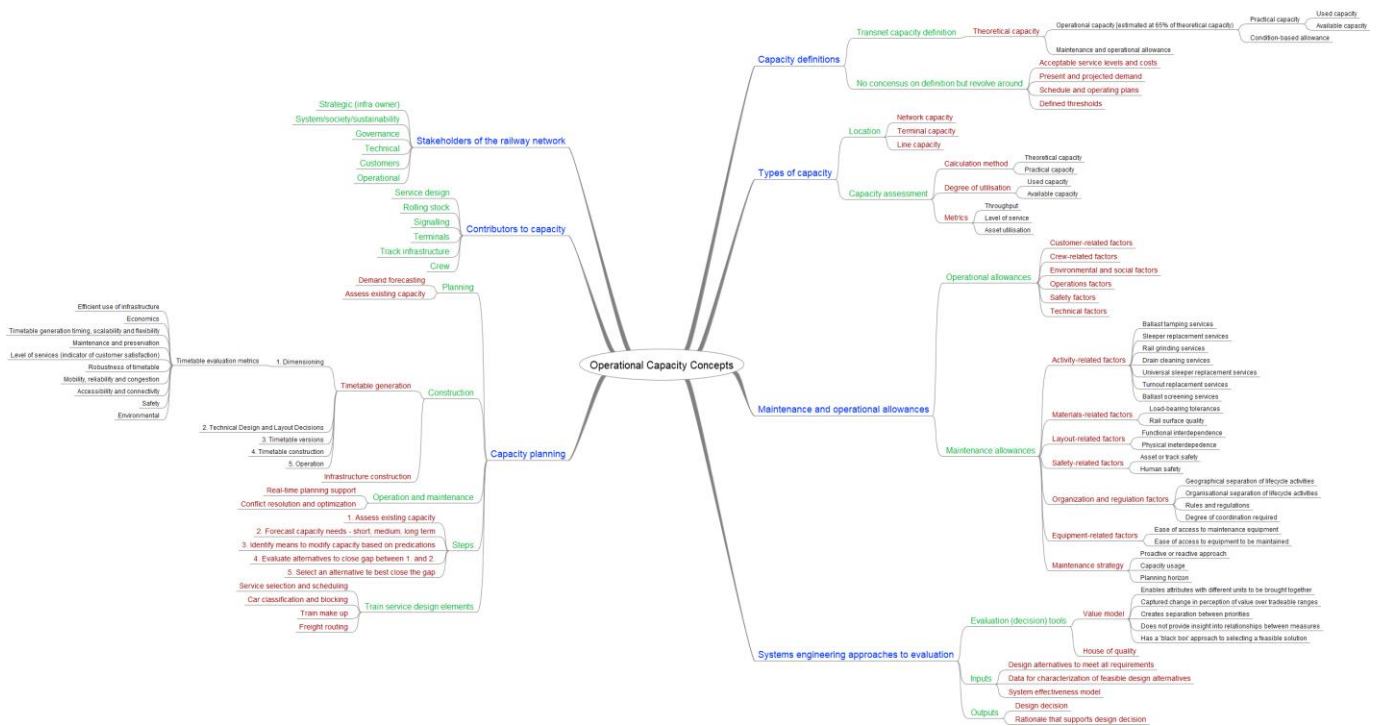 Operational Capacity Concepts
Capacity definitions
Transnet capacity definition
Theoretical capacity
Operational capacity [estimated at 65% of theoretical capacity)
Practical capacity
Used capacity
Available capacity
Condition-based allowance
Maintenance and operational allowance
No concensus on definition but revolve around
Acceptable service levels and costs
Present and projected demand
Schedule and operating plans
Defined thresholds
Types of capacity
Location
Network capacity
Terminal capacity
Line capacity
Capacity assessment
Calculation method
Theoretical capacity
Practical capacity
Degree of utilisation
Used capacity
Available capacity
Metrics
Throughput
Level of service
Asset utilisation
Maintenance and operational allowances
Operational allowances
Customer-related factors
Crew-related factors
Environmental and social factors
Operations factors
Safety factors
Technical factors
Maintenance allowances
Activity-related factors
Ballast tamping services
Sleeper replacement services
Rail grinding services
Drain cleaning services
Universal sleeper replacement services
Turnout replacement services
Ballast screening services
Materials-related factors
Load-bearing tolerances
Rail surface quality
Layout-related factors
Functional interdependence
Physical ineterdepedence
Safety-related factors
Asset or track safety
Human safety
Organization and regulation factors
Geographical separation of lifecycle activities
Organisational separation of lifecycle activities
Rules and regulations
Degree of coordination required
Equipment-related factors
Ease of access to maintenance equipment
Ease of access to equipment to be maintained
Maintenance strategy
Proactive or reactive approach
Capacity usage
Planning horizon
Systems engineering approaches to evaluation
Evaluation (decision) tools
Value model
Enables attributes with different units to be brought together
Captured change in perception of value over tradeable ranges
Creates separation between priorities
Does not provide insight into relationships between measures
Has a 'black box' approach to selecting a feasible solution
House of quality
Inputs
Design alternatives to meet all requirements
Data for characterization of feasible design alternatives
System effectiveness model
Outputs
Design decision
Rationale that supports design decision
Stakeholders of the railway network
Strategic (infra owner)
System/society/sustainability
Governance
Technical
Customers
Operational
Contributors to capacity
Service design
Rolling stock
Signalling
Terminals
Track infrastructure
Crew
Capacity planning
Planning
Demand forecasting
Assess existing capacity
Construction
Timetable generation
1. Dimensioning
Timetable evaluation metrics
Efficient use of infrastructure
Economics
Timetable generation timing, scalability and flexibility
Maintenance and preservation
Level of services (indicator of customer satisfaction)
Robustness of timetable
Mobility, reliability and congestion
Accessibility and connectivity
Safety
Environmental
2. Technical Design and Layout Decisions
3. Timetable versions
4. Timetable construction
5. Operation
Infrastructure construction
Operation and maintenance
Real-time planning support
Conflict resolution and optimization
Steps
1. Assess existing capacity
2. Forecast capacity needs - short, medium, long term
3. Identify means to modify capacity based on predications
4. Evaluate alternatives to close gap between 1. and 2.
5. Select an alternative te best close the gap
Train service design elements
Service selection and scheduling
Car classification and blocking
Train make up
Freight routing